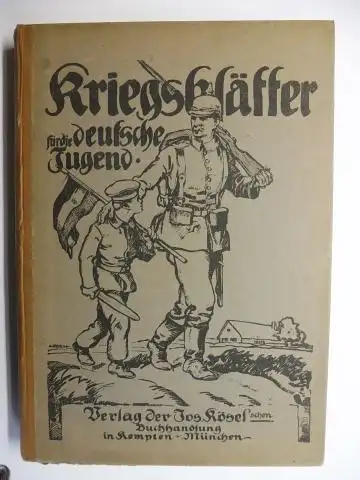 Kriegsblätter
für die deutsche
Jugend.
Verlag der Jos. Kösel'schen
Buchhandlung
in Kempten - München